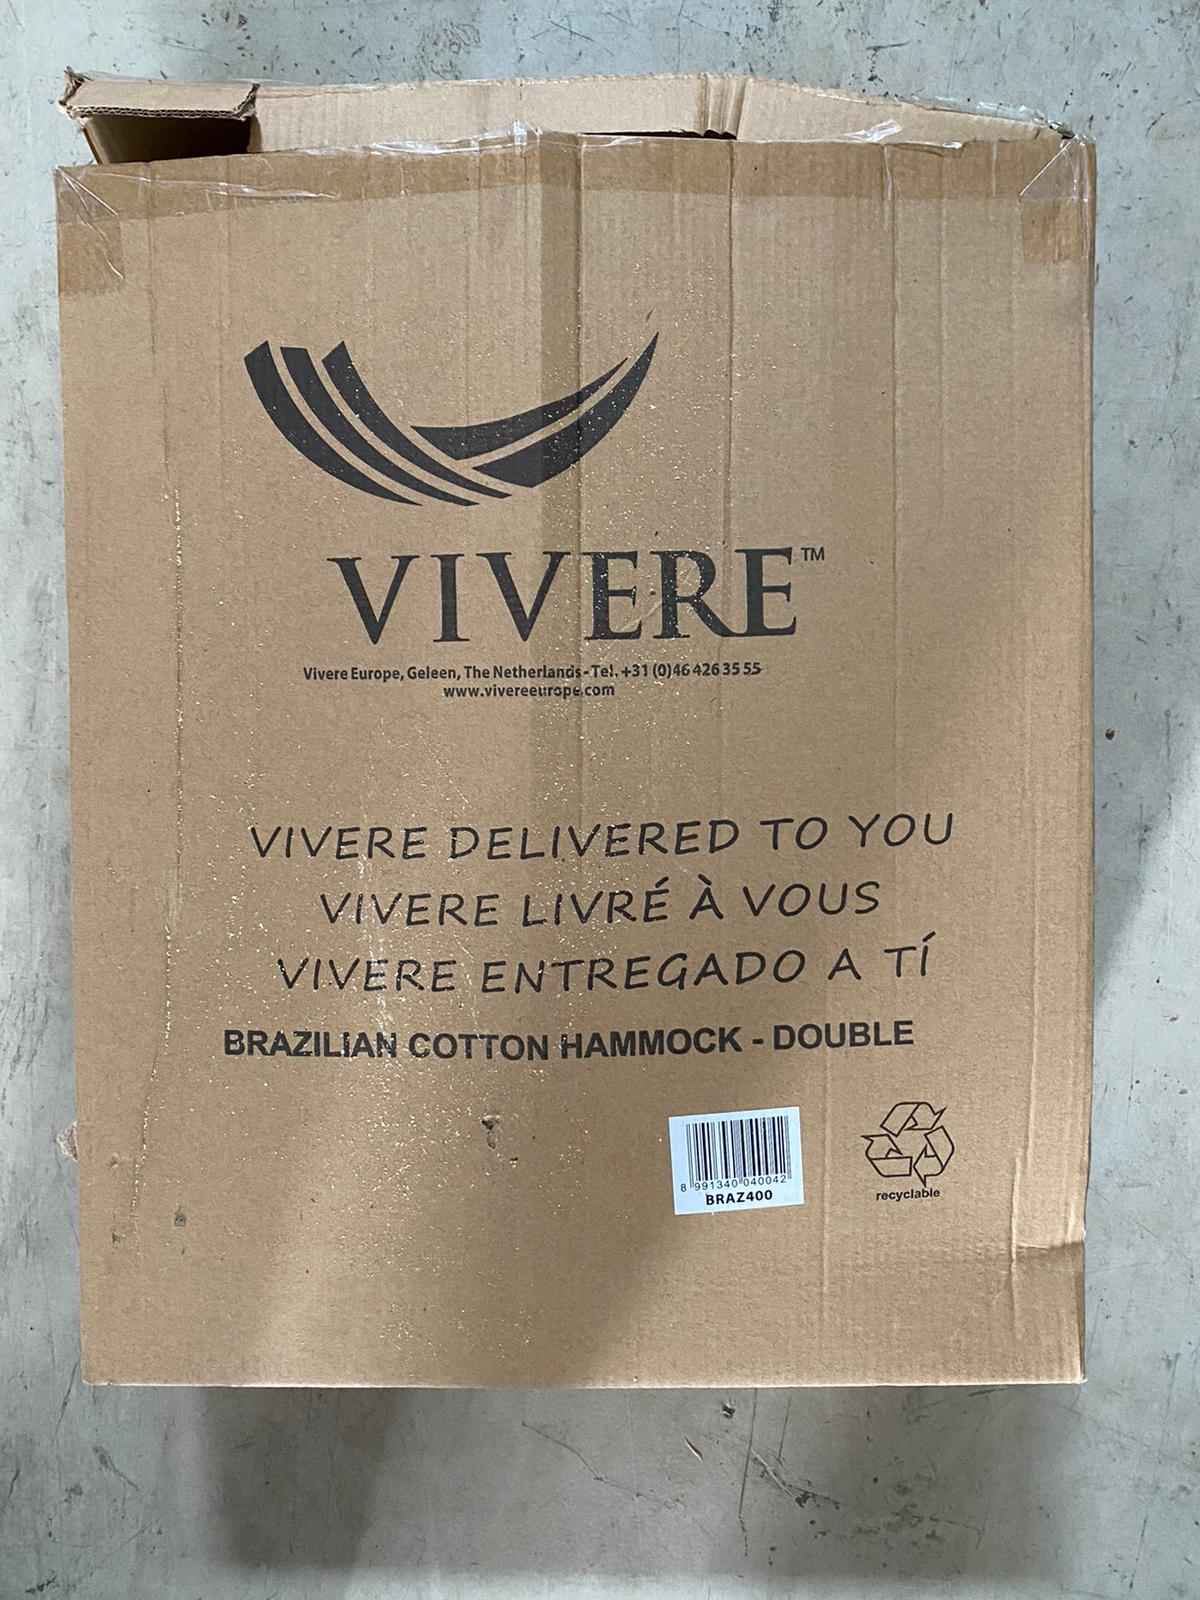 VIVERE™
Vivere Europe, Geleen, The Netherlands - Tel. +31 (0)46 426 35 55
www.vivereeurope.com
VIVERE DELIVERED TO YOU
VIVERE LIVRÉ À VOUS
VIVERE ENTREGADO A TÍ
BRAZILIAN COTTON HAMMOCK - DOUBLE
8 991340 040042
BRAZ400
recyclable